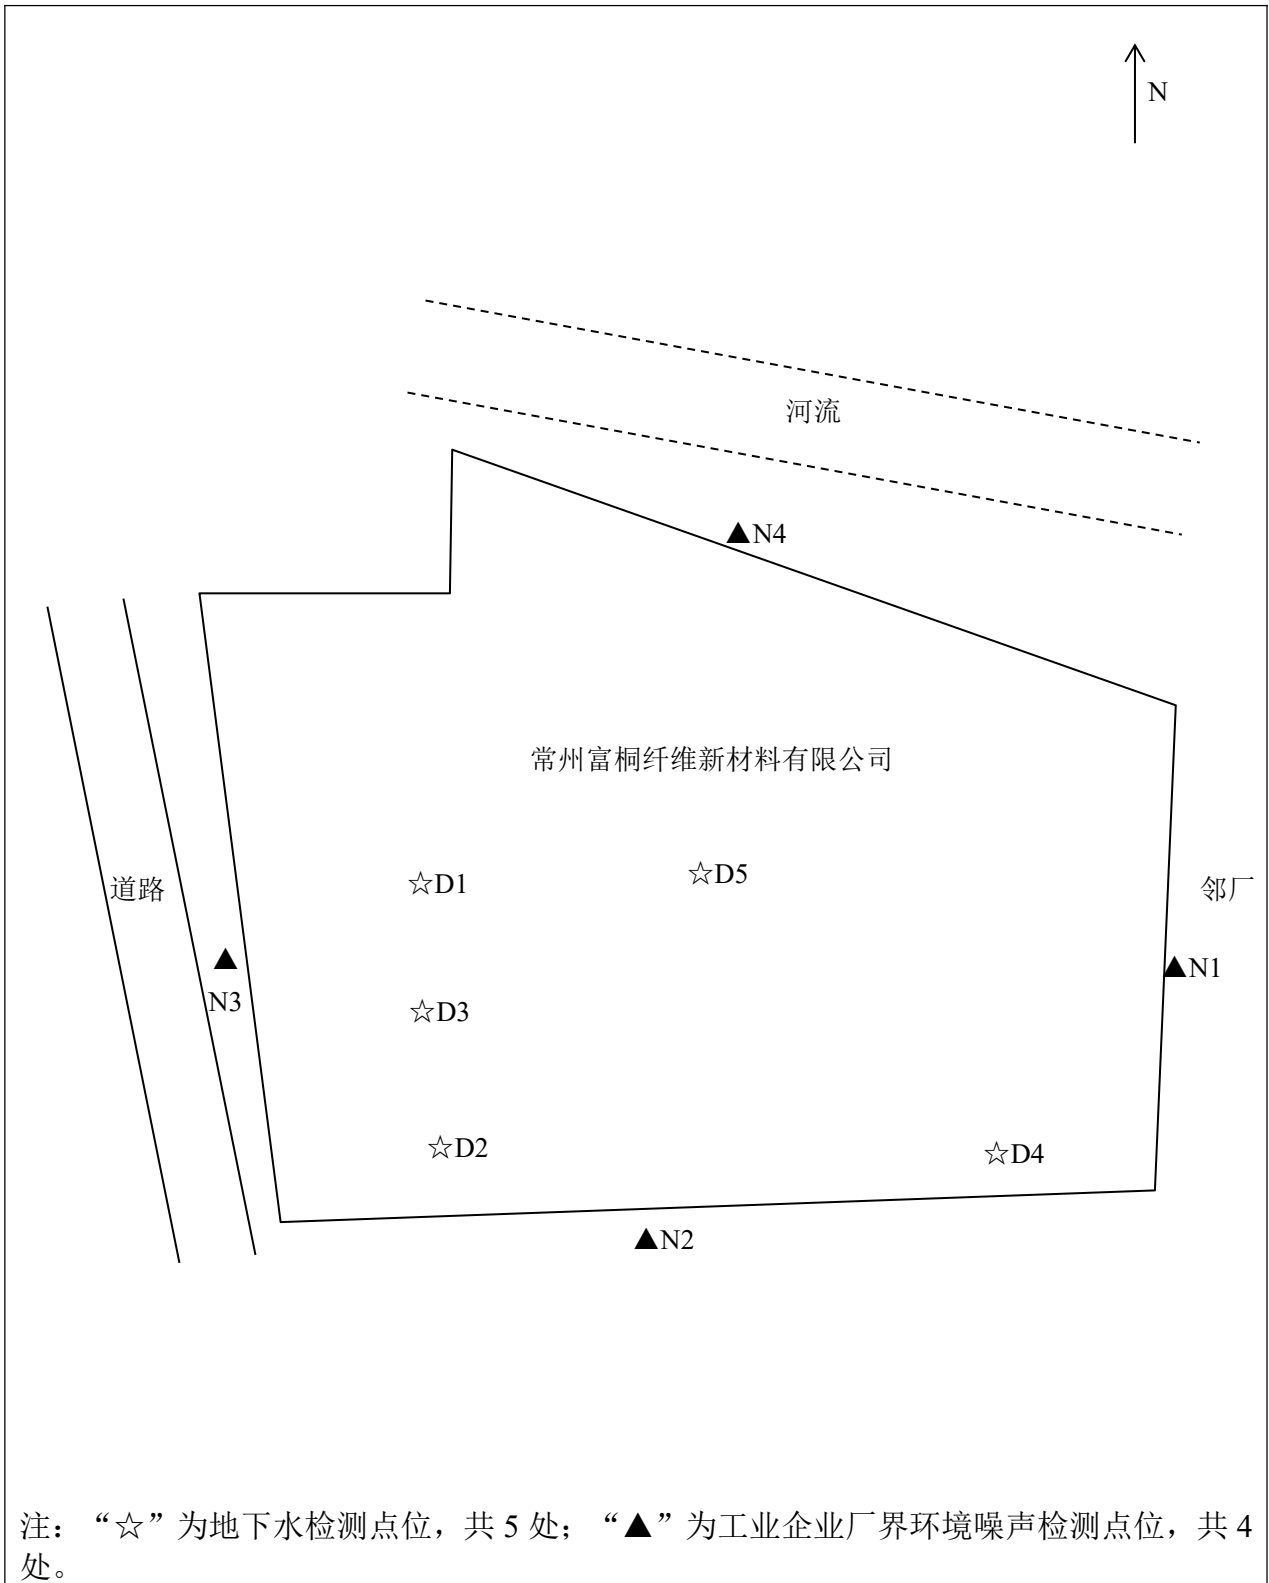 N
河流
▲N4
常州富桐纤维新材料有限公司
☆D1
☆D5
道路
邻厂
▲
N3
▲N1
☆D3
☆D2
☆D4
▲N2
注：“☆”为地下水检测点位，共 5 处；“▲”为工业企业厂界环境噪声检测点位，共 4
处。